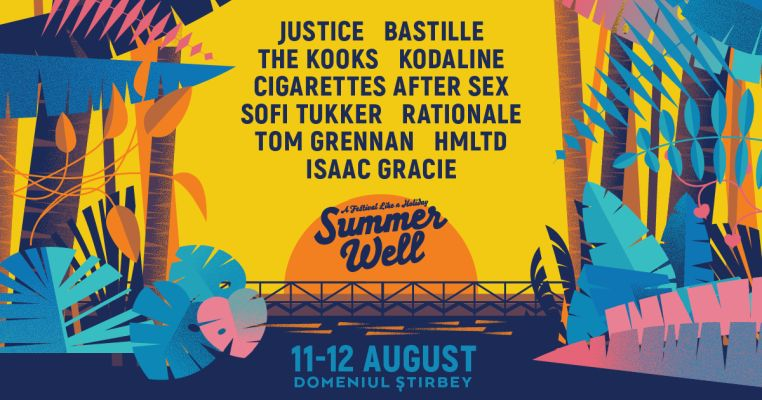 JUSTICE BASTILLE
THE KOOKS KODALINE
CIGARETTES AFTER SEX
SOFI TUKKER RATIONALE
TOM GRENNAN HMLTD
ISAAC GRACIE
A Festival Like a Holiday
Summer
Well
11-12 AUGUST
DOMENIUL ȘTIRBEY